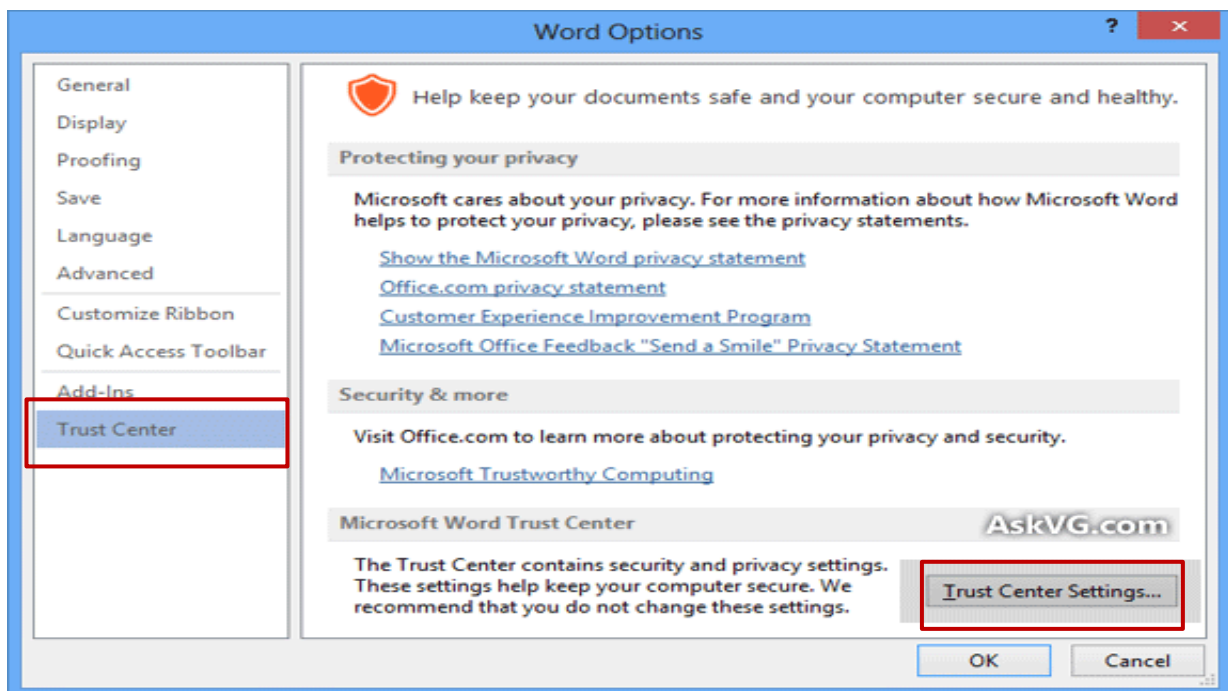 Word Options
?
General
Display
Proofing
Save
Language
Advanced
Customize Ribbon
Quick Access Toolbar
Add-Ins
Trust Center
Help keep your documents safe and your computer secure and healthy.
Protecting your privacy
Microsoft cares about your privacy. For more information about how Microsoft Word
helps to protect your privacy, please see the privacy statements.
Show the Microsoft Word privacy statement
Office.com privacy statement
Customer Experience Improvement Program
Microsoft Office Feedback "Send a Smile" Privacy Statement
Security & more
Visit Office.com to learn more about protecting your privacy and security.
Microsoft Trustworthy Computing
Microsoft Word Trust Center
AskVG.com
The Trust Center contains security and privacy settings.
These settings help keep your computer secure. We
recommend that you do not change these settings.
Trust Center Settings...
OK
Cancel